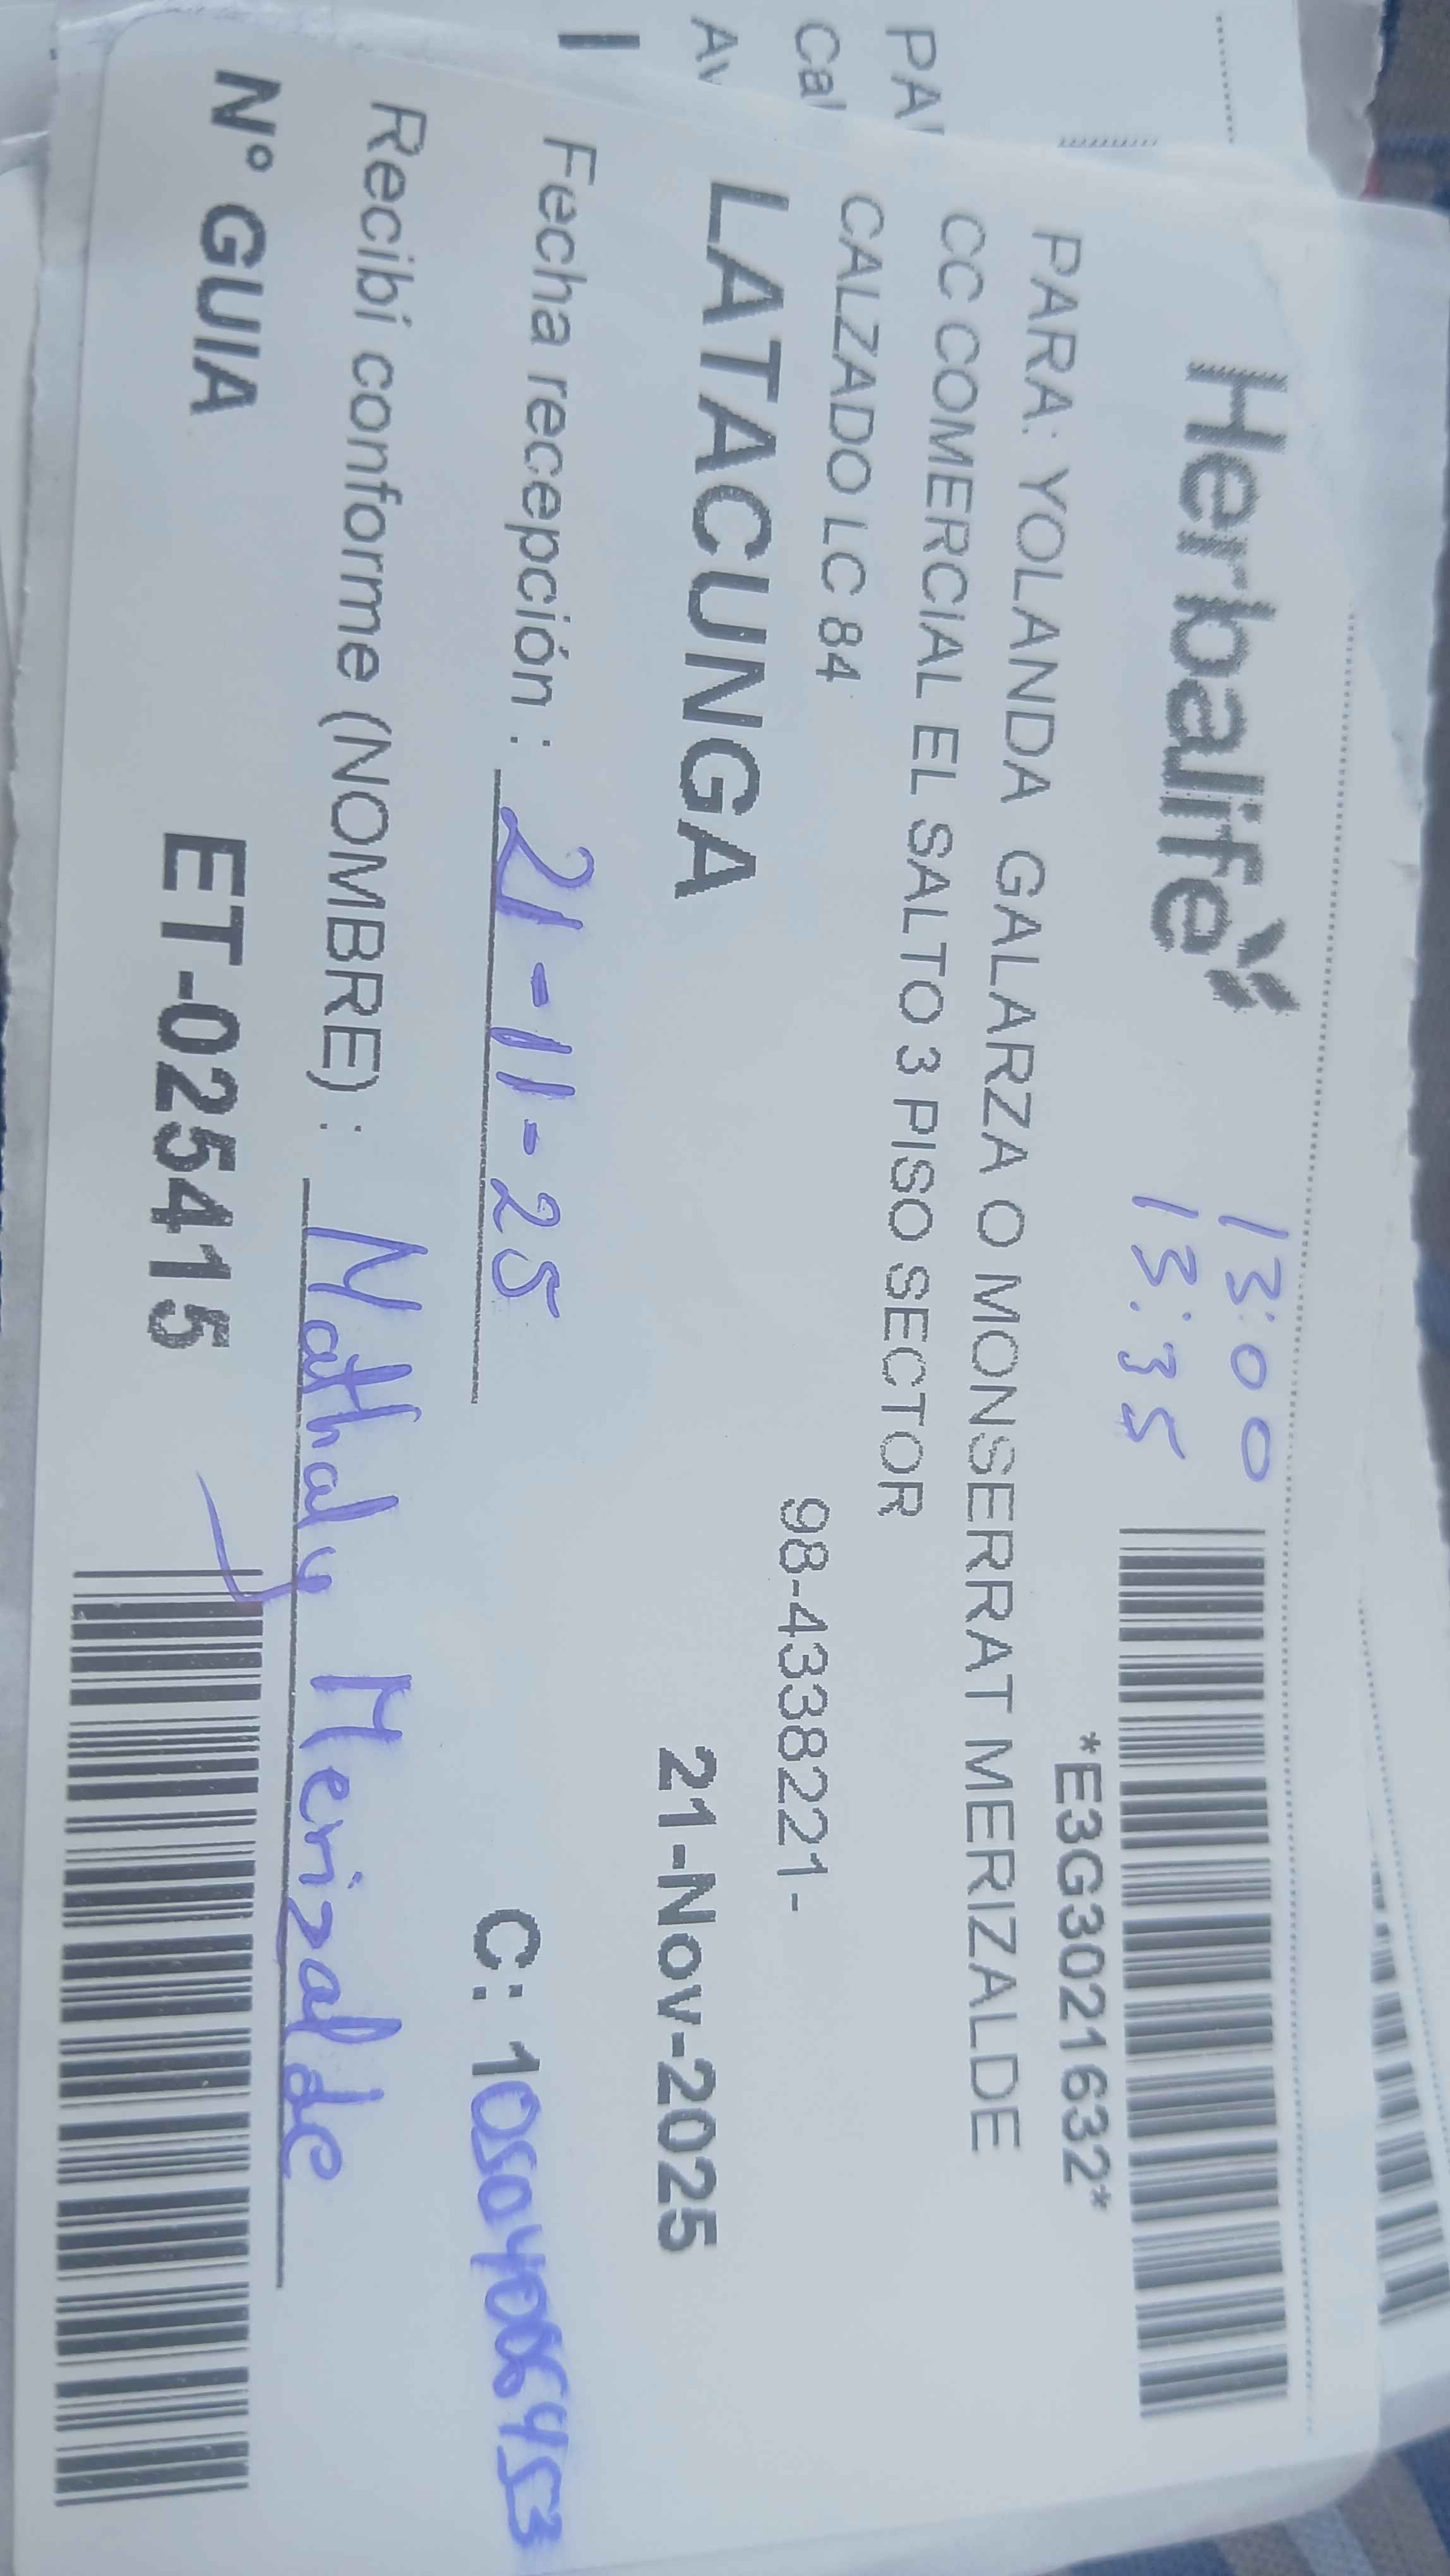 Herbalife
13:00
13:35
*E3G3021632*
PARA: YOLANDA GALARZA O MONSERRAT MERIZALDE
CC COMERCIAL EL SALTO 3 PISO SECTOR
CALZADO LC 84
98-4338221-
LATACUNGA
21-Nov-2025
Fecha recepción : 21-11-25
C: 1
Recibí conforme (NOMBRE) : Nathaly Merizalde
N° GUIA ET-025415